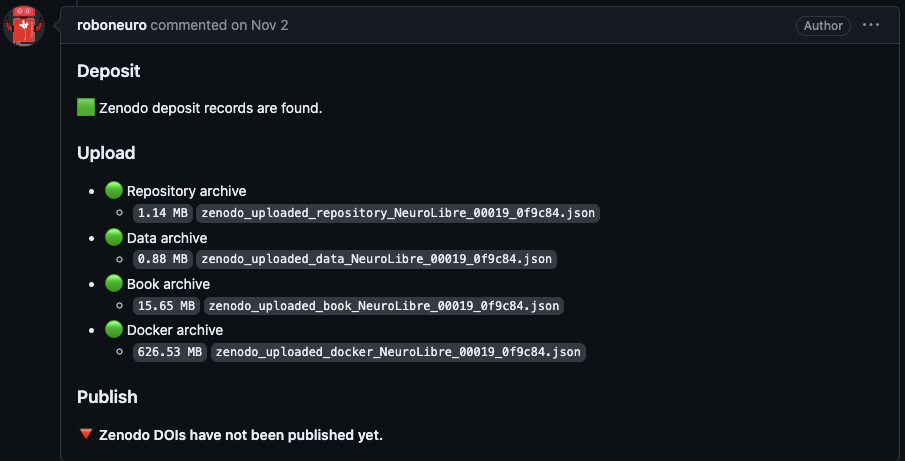 roboneuro commented on Nov 2
Author
Deposit
Zenodo deposit records are found.
Upload
Repository archive
1.14 MB zenodo_uploaded_repository_NeuroLibre_00019_0f9c84.json
Data archive
0.88 MB zenodo_uploaded_data_NeuroLibre_00019_0f9c84.json
Book archive
15.65 MB zenodo_uploaded_book_NeuroLibre_00019_0f9c84.json
Docker archive
626.53 MB zenodo_uploaded_docker_NeuroLibre_00019_0f9c84.json
Publish
Zenodo DOIs have not been published yet.